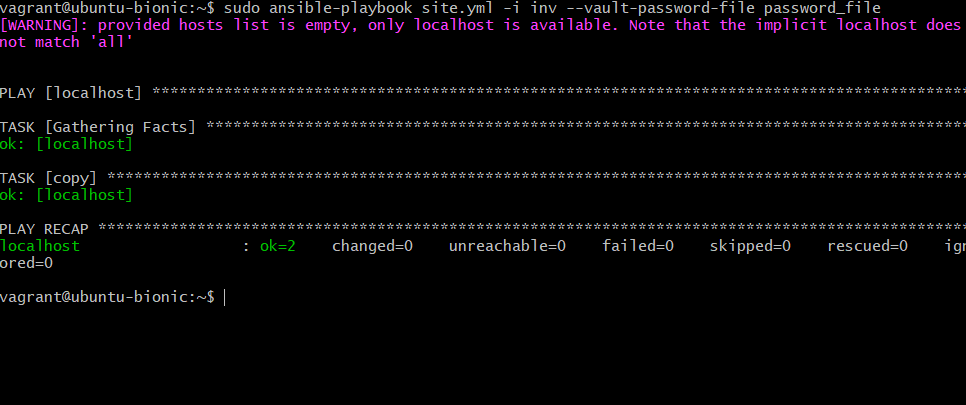 vagrant@ubuntu-bionic:~$ sudo ansible-playbook site.yml -i inv --vault-password-file password_file
[WARNING]: provided hosts list is empty, only localhost is available. Note that the implicit localhost does
not match 'all'
PLAY [localhost] *******************************************************************************************
TASK [Gathering Facts] *************************************************************************************
ok: [localhost]
TASK [copy] ************************************************************************************************
ok: [localhost]
PLAY RECAP *************************************************************************************************
localhost                  : ok=2    changed=0    unreachable=0    failed=0    skipped=0    rescued=0    ign
ored=0
vagrant@ubuntu-bionic:~$